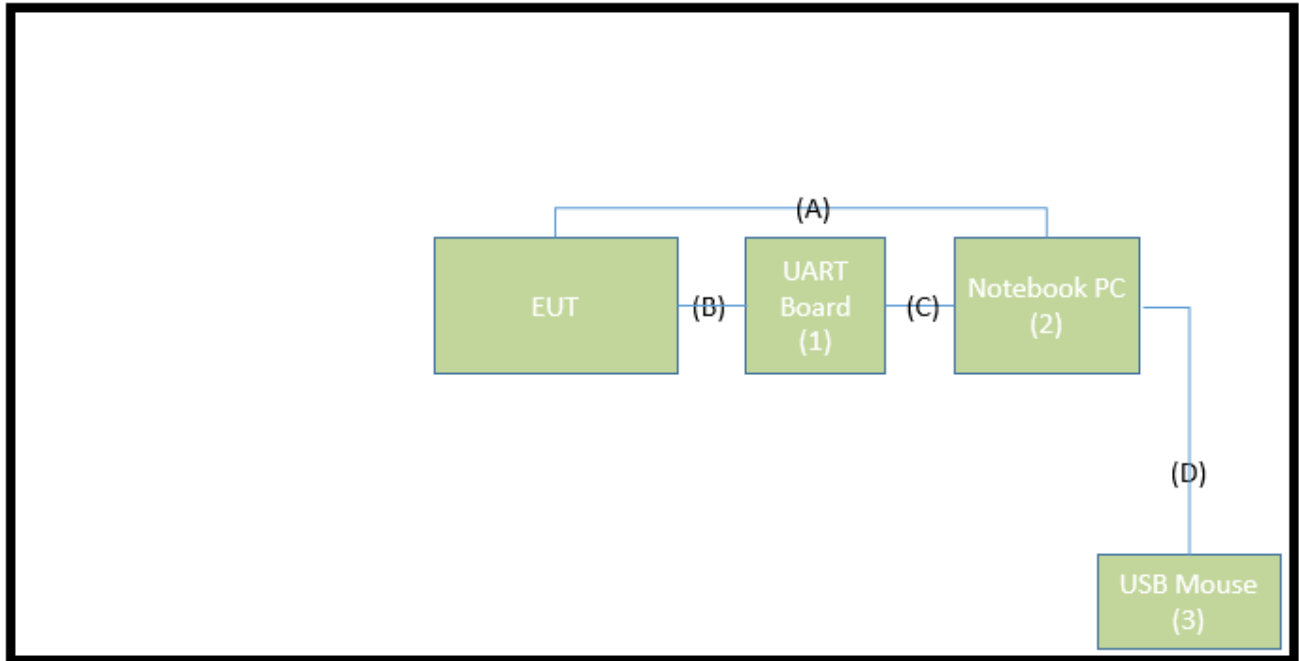 (A)
EUT
(B)
UART
Board
(1)
(C)
Notebook PC
(2)
(D)
USB Mouse
(3)